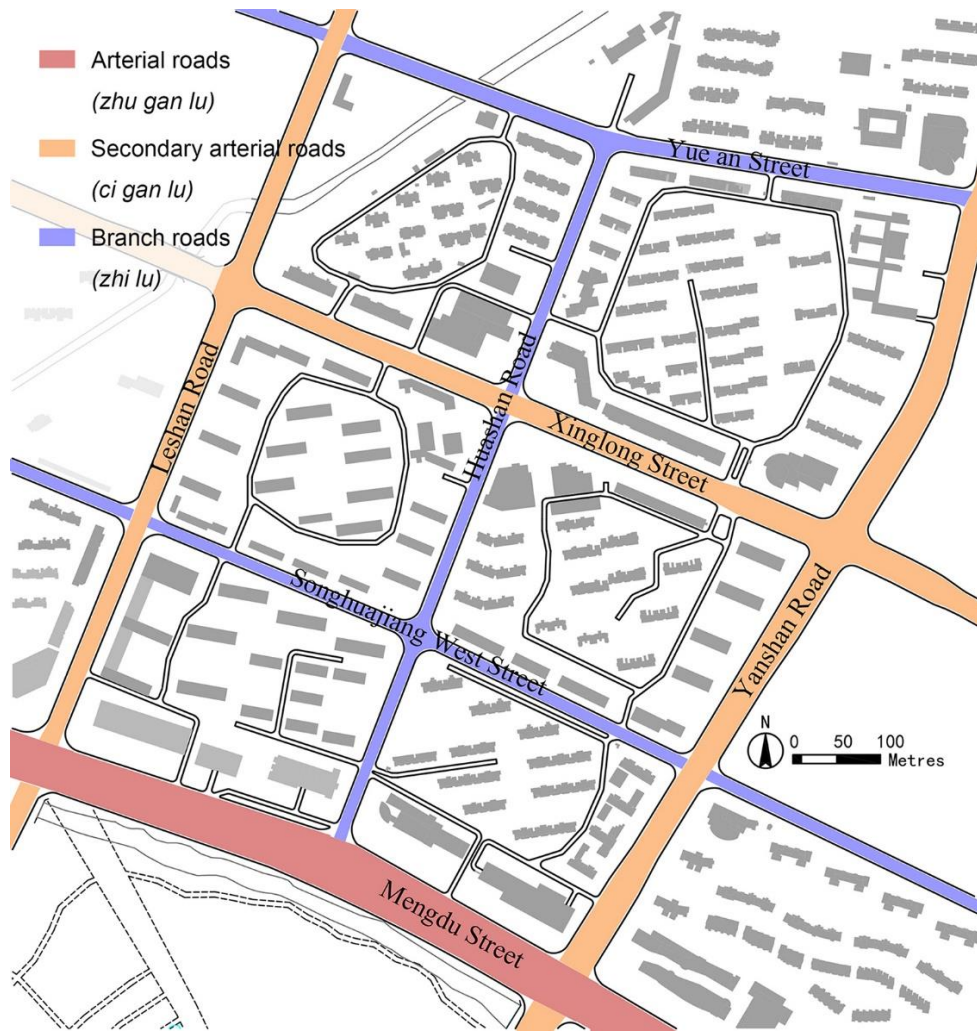 Arterial roads
(zhu gan lu)
Secondary arterial roads
(ci gan lu)
Branch roads
(zhi lu)
Yue an Street
Leshan Road
Huashan Road
Xinglong Street
Songhuajiang West Street
Yanshan Road
N
0 50 100
Metres
Mengdu Street